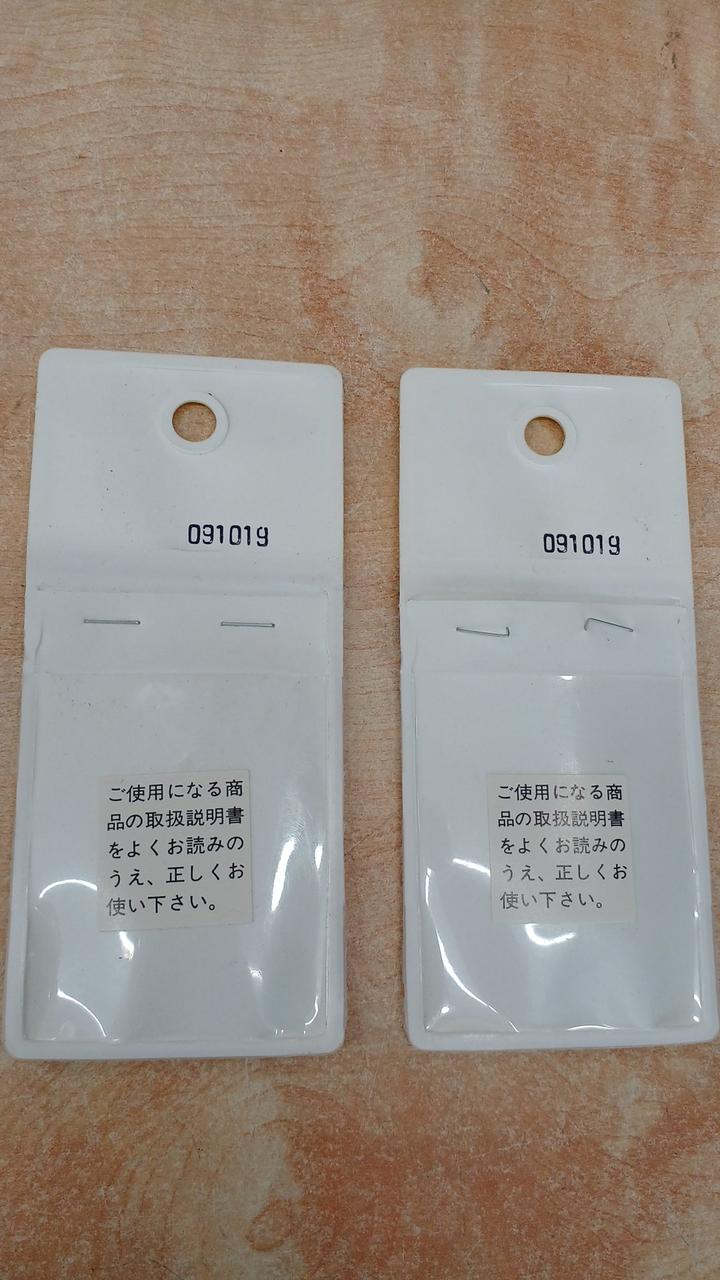 091019
ご使用になる商
品の取扱説明書
をよくお読みの
うえ、正しくお
使い下さい。
091019
ご使用になる商
品の取扱説明書
をよくお読みの
うえ、正しくお
使い下さい。